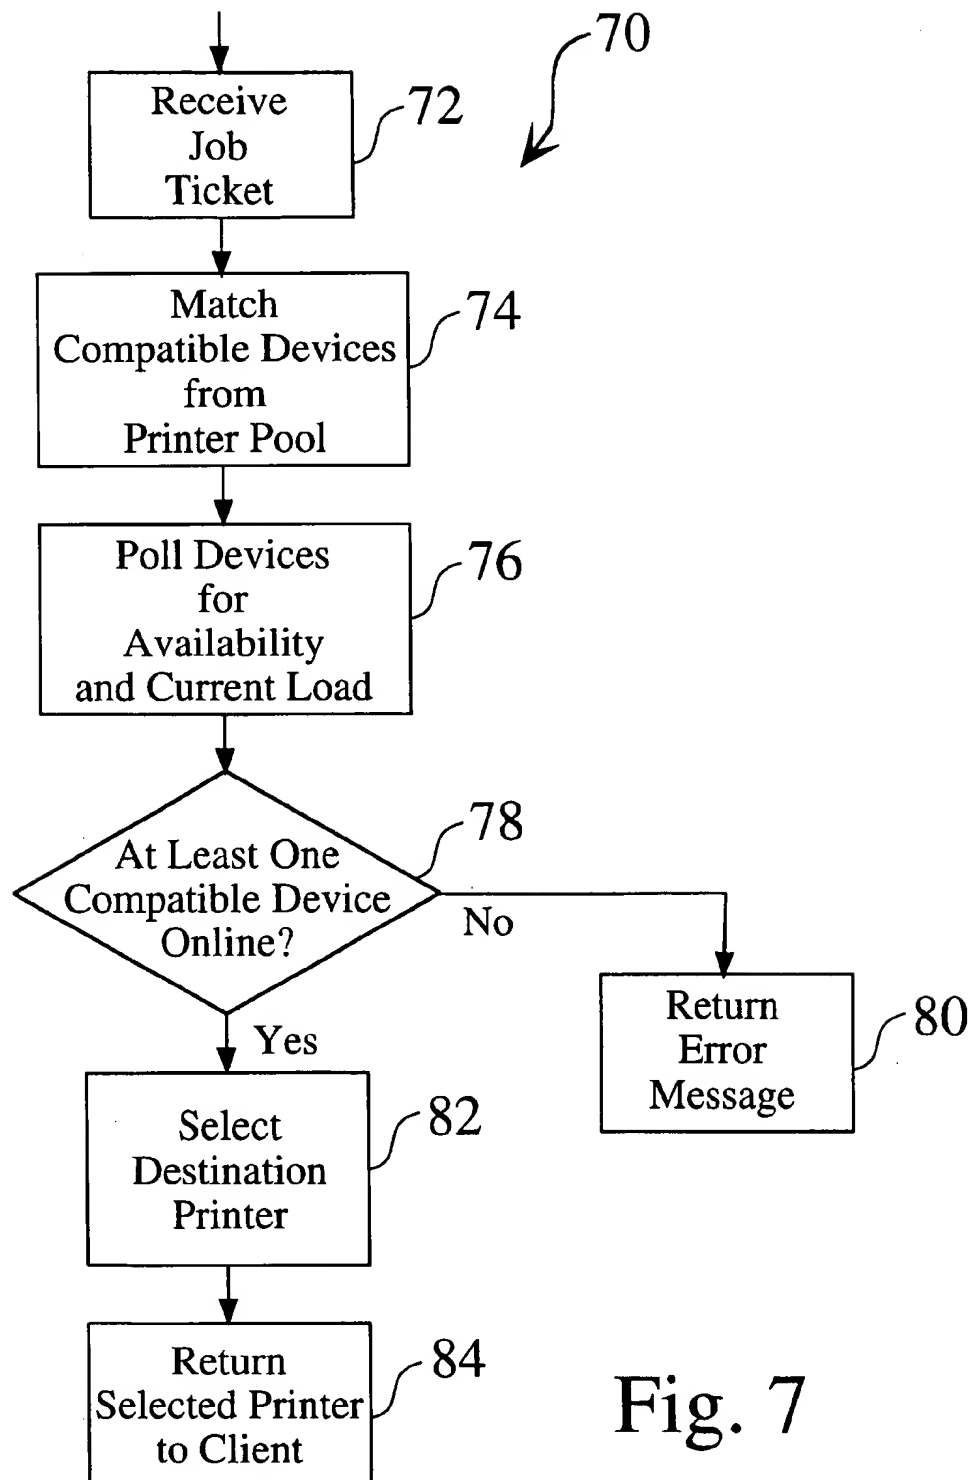 70
Receive
Job
Ticket
72
Match
Compatible Devices
from
Printer Pool
74
Poll Devices
for
Availability
and Current Load
76
At Least One
Compatible Device
Online?
78
No
Yes
Return
Error
Message
80
Select
Destination
Printer
82
Return
Selected Printer
to Client
84
Fig. 7